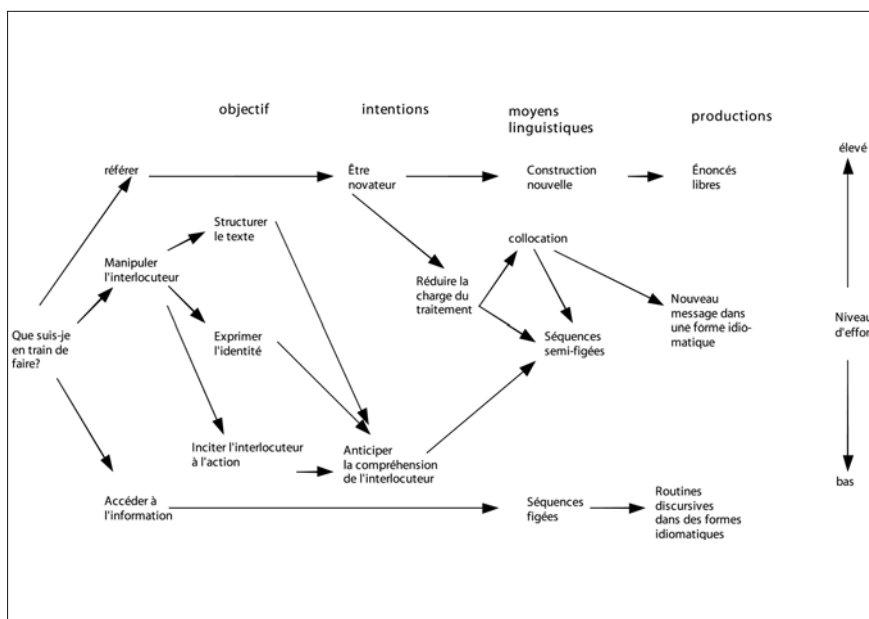 objectif
intentions
moyens
linguistiques
productions
élevé
référer
Être
novateur
Construction
nouvelle
Énoncés
libres
Structurer
le texte
collocation
Manipuler
l'interlocuteur
Réduire la
charge du
traitement
Nouveau
message dans
une forme idio-
matique
Que suis-je
en train de
faire?
Exprimer
l'identité
Séquences
semi-figées
Niveau
d'effor
Inciter l'interlocuteur
à l'action
Anticiper
la compréhension
de l'interlocuteur
bas
Accéder à
l'information
Séquences
figées
Routines
discursives
dans des formes
idiomatiques